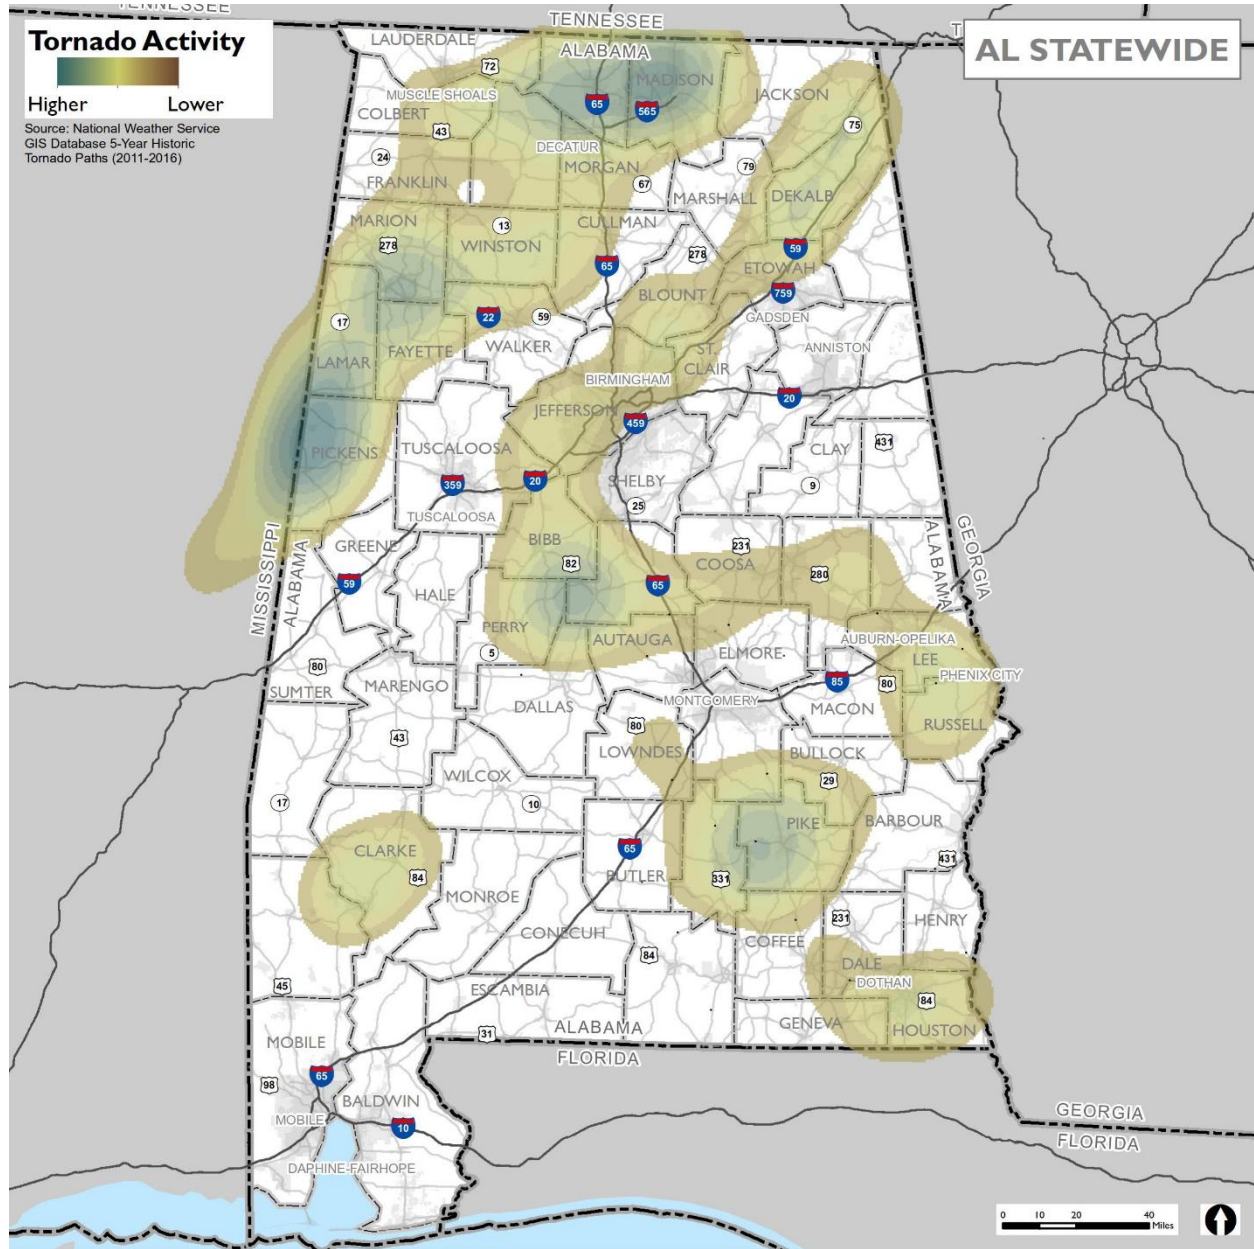 TENNESSEE
TENNESSEE
ALABAMA
Tornado Activity
Higher
Lower
Source: National Weather Service
GIS Database 5-Year Historic
Tornado Paths (2011-2016)
AL STATEWIDE
LAUDERDALE
72
MADISON
JACKSON
MUSCLE SHOALS
65
565
COLBERT
43
75
DECATUR
24
MORGAN
79
FRANKLIN
67
MARSHALL
DEKALB
MARION
13
CULLMAN
278
WINSTON
278
59
65
ETOWAH
BLOUNT
759
17
22
59
GADSDEN
LAMAR
FAYETTE
WALKER
ST.
CLAIR
ANNISTON
BIRMINGHAM
20
JEFFERSON
459
PICKENS
TUSCALOOSA
CLAY
431
359
20
SHELBY
9
25
TUSCALOOSA
MISSISSIPPI
ALABAMA
GREENE
BIBB
231
COOSA
ALABAMA
GEORGIA
82
280
59
HALE
65
PERRY
AUTAUGA
AUBURN-OPELIKA
5
ELMORE
LEE
80
PHENIX CITY
SUMTER
MARENGO
85
80
DALLAS
MONTGOMERY
MACON
80
RUSSELL
43
LOWNDES
BULLOCK
WILCOX
29
17
10
PIKE
BARBOUR
CLARKE
65
431
84
BUTLER
331
MONROE
231
HENRY
CONECUH
COFFEE
84
DALE
45
DOTHAN
ESCAMBIA
84
31
ALABAMA
GENEVA
HOUSTON
MOBILE
FLORIDA
65
98
BALDWIN
MOBILE
10
GEORGIA
FLORIDA
DAPHINE-FAIRHOPE
0 10 20 40
Miles